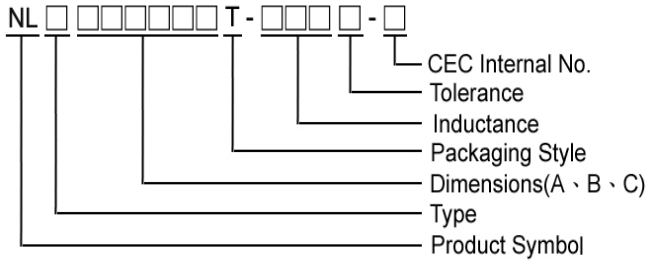 NL□ □□□□□□T-□□□□-□
CEC Internal No.
Tolerance
Inductance
Packaging Style
Dimensions(A、B、C)
Type
Product Symbol